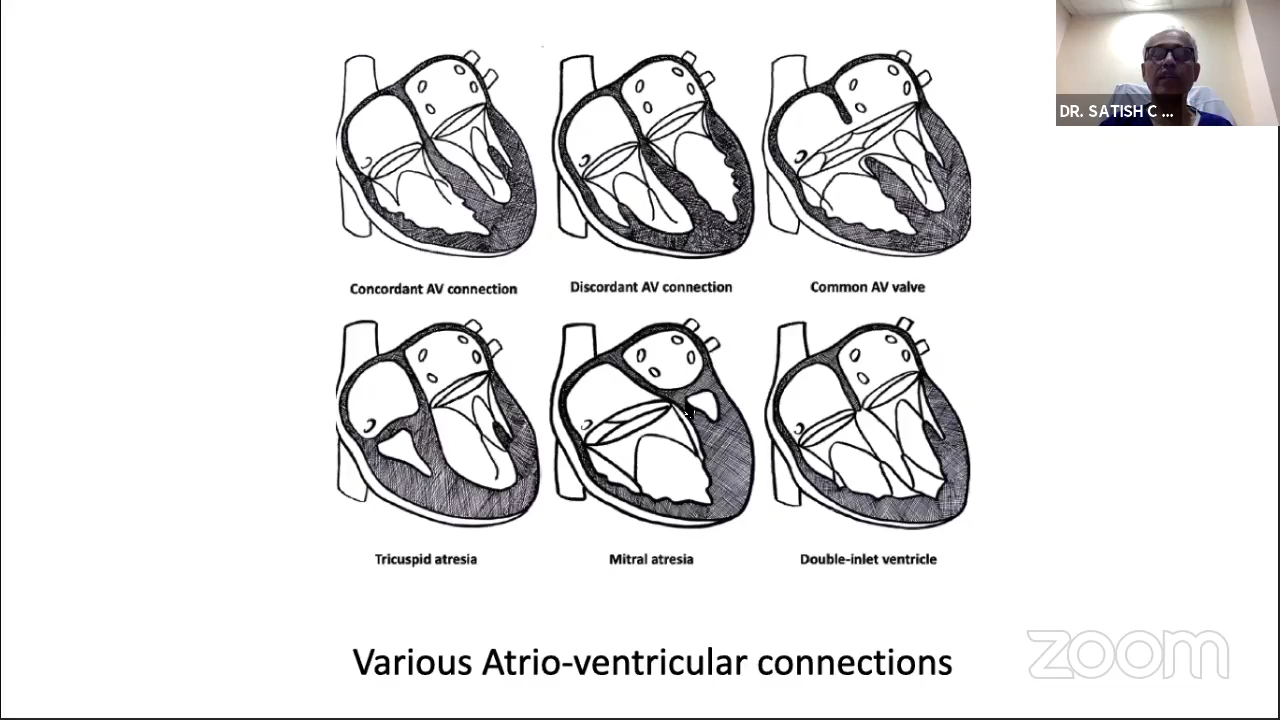 DR. SATISH C ...
Concordant AV connection
Discordant AV connection
Common AV valve
Tricuspid atresia
Mitral atresia
Double-inlet ventricle
Various Atrio-ventricular connections
zoom